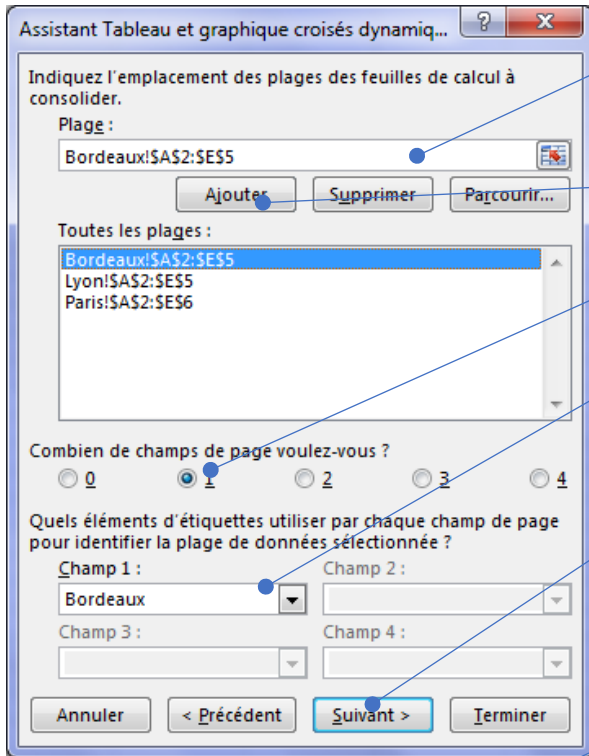 Assistant Tableau et graphique croisés dynamiq...
Indiquez l'emplacement des plages des feuilles de calcul à
consolider.
Plage :
Bordeaux!$A$2:$E$5
Ajouter Supprimer Parcourir...
Toutes les plages :
Bordeaux!$A$2:$E$5
Lyon!$A$2:$E$5
Paris!$A$2:$E$6
Combien de champs de page voulez-vous ?
0 1 2 3 4
Quels éléments d'étiquettes utiliser par chaque champ de page
pour identifier la plage de données sélectionnée ?
Champ 1 : Champ 2 :
Bordeaux
Champ 3 : Champ 4 :
Annuler < Précédent Suivant > Terminer